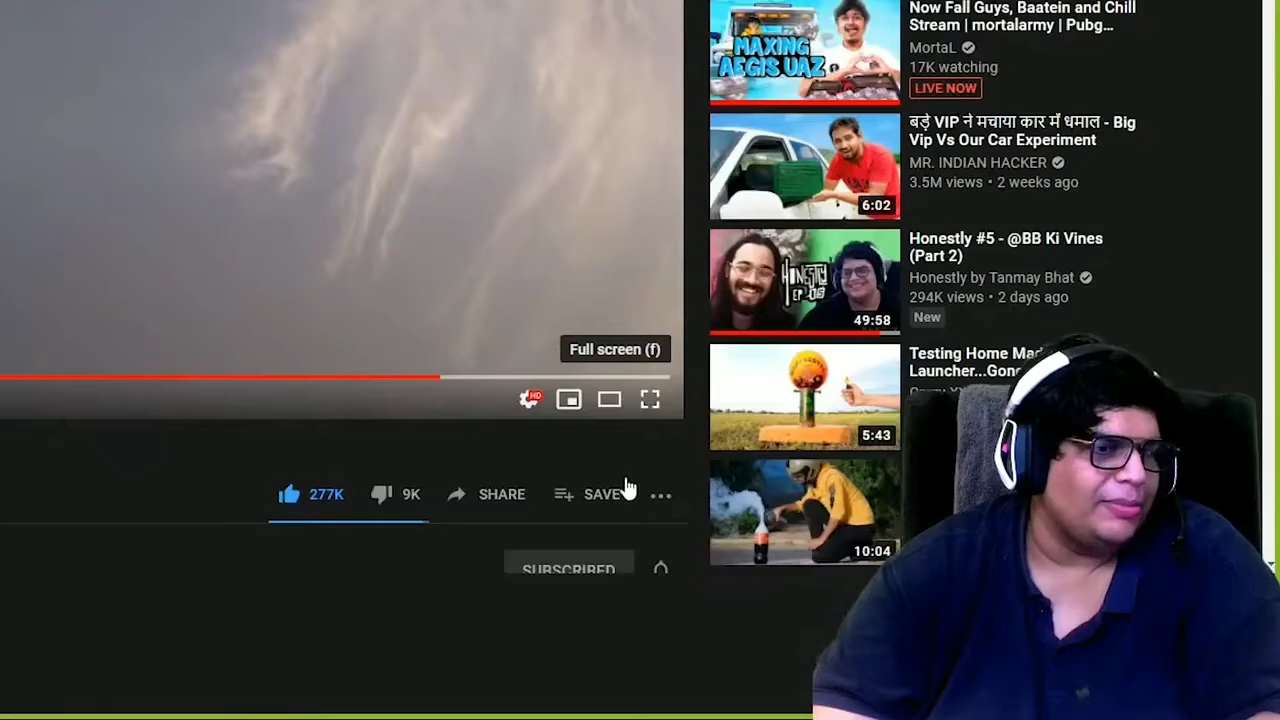 Now Fall Guys, Baatein and Chill
Stream | mortalarmy | Pubg...
MortaL
17K watching
LIVE NOW
MAXING
AEGIS UAZ
बड़े VIP ने मचाया कार में धमाल - Big
Vip Vs Our Car Experiment
MR. INDIAN HACKER
3.5M views • 2 weeks ago
6:02
Honestly #5 - @BB Ki Vines
(Part 2)
Honestly by Tanmay Bhat
294K views • 2 days ago
New
HONESTLY
49:58
Testing Home Mad
Launcher...Gone
5:43
10:04
Full screen (f)
HD
277K
9K
SHARE
SAVE
SUBSCRIBED